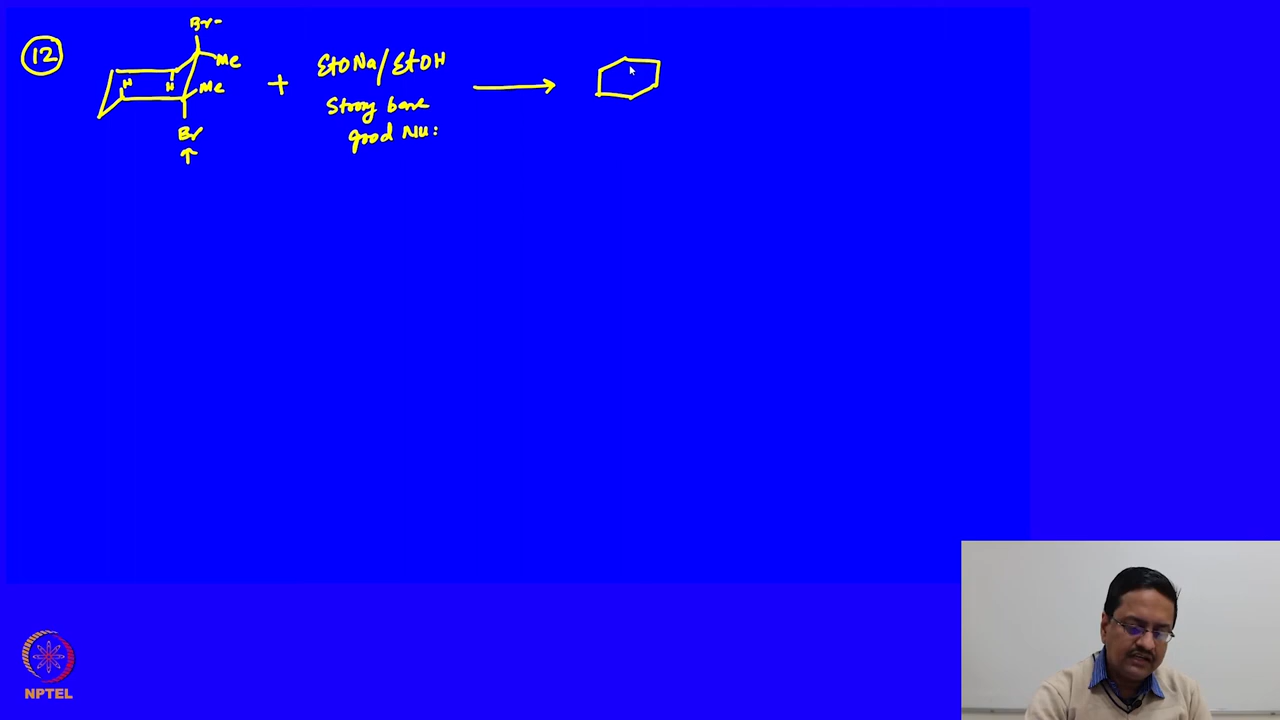 12
Br
Me
H
H
Me
Br
+
EtONa/EtOH
Strong base
good Nu:
NPTEL